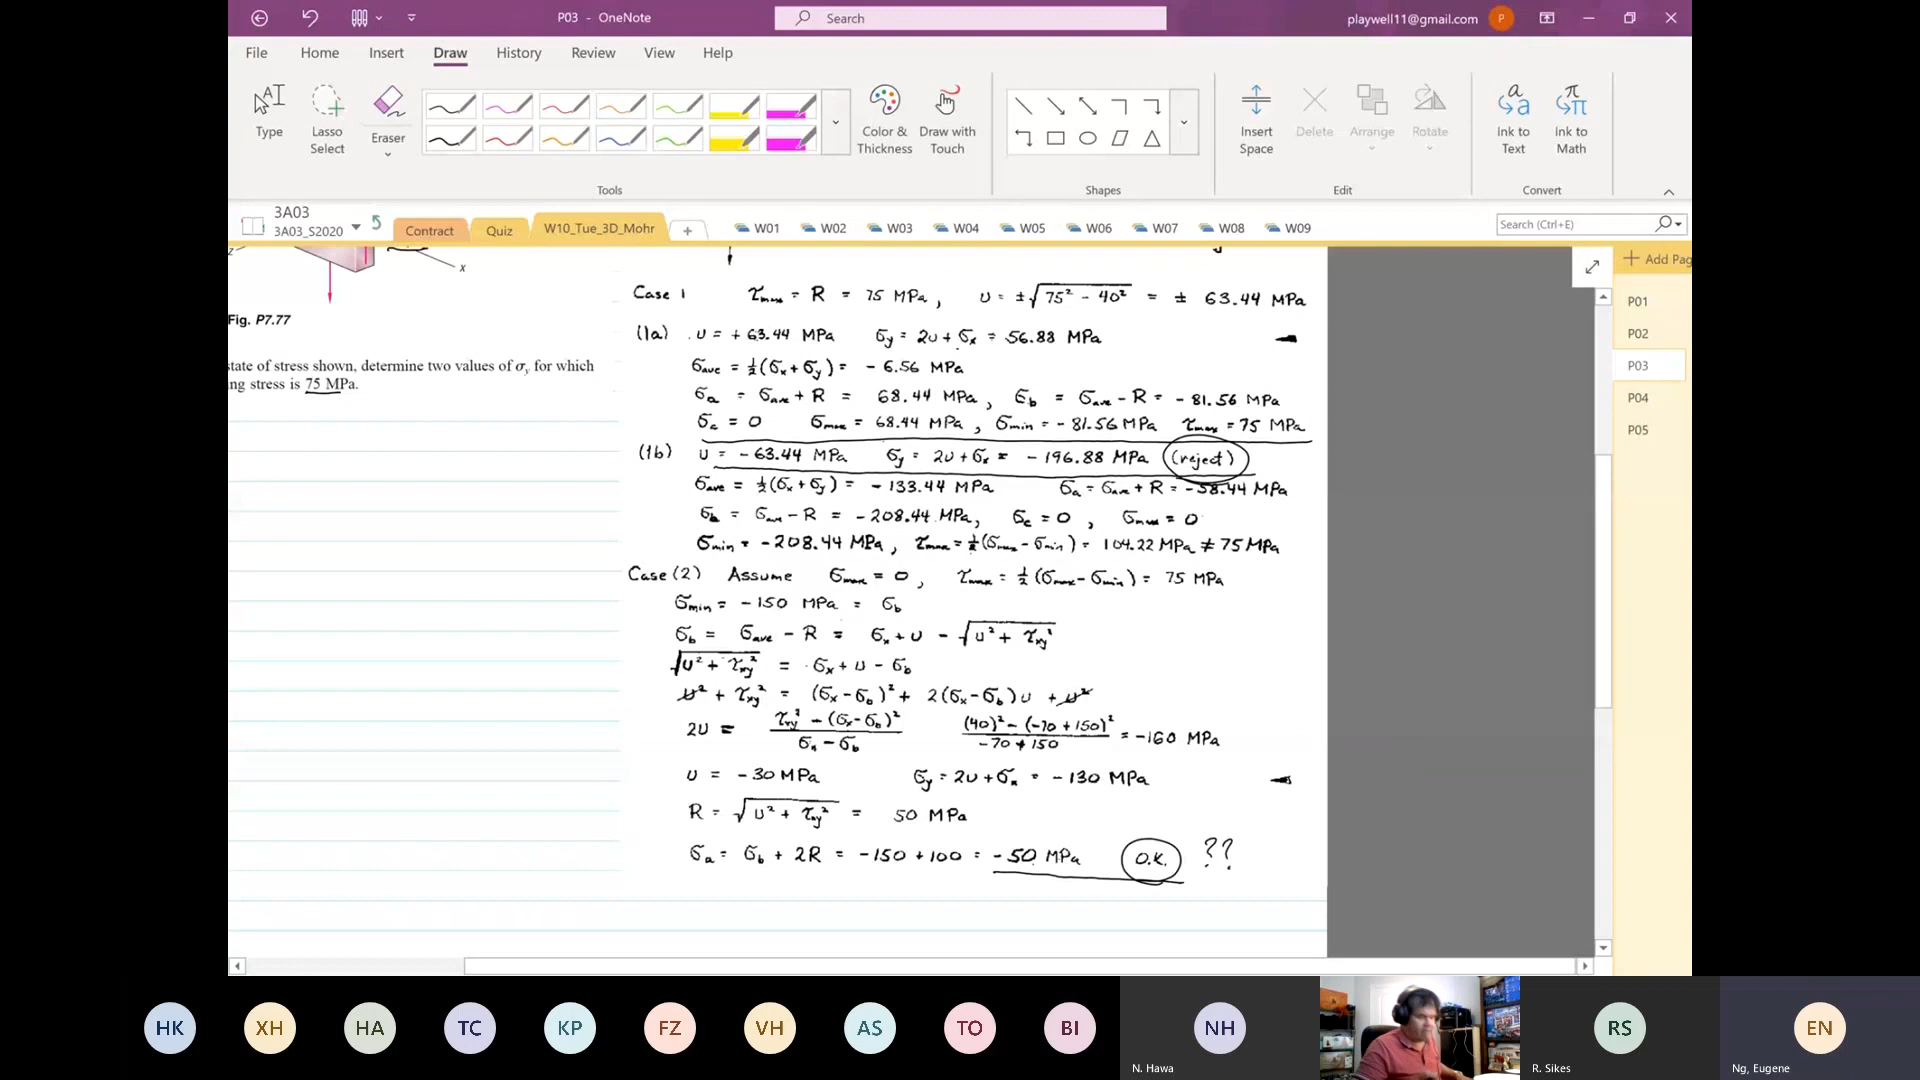 P03 - OneNote
Search
playwell11@gmail.com
P
File Home Insert Draw History Review View Help
Type
Lasso Select
Eraser
Color & Thickness
Draw with Touch
Insert Space
Delete
Arrange
Rotate
Ink to Text
Ink to Math
Tools
Shapes
Edit
Convert
3A03
3A03_S2020
Contract
Quiz
W10_Tue_3D_Mohr
W01 W02 W03 W04 W05 W06 W07 W08 W09
Search (Ctrl+E)
Add Pag
P01
P02
P03
P04
P05
z
x
Fig. P7.77
state of stress shown, determine two values of σy for which
ng stress is 75 MPa.
Case 1 τmax = R = 75 MPa, U = ±√(75² - 40²) = ± 63.44 MPa
(1a) U = + 63.44 MPa σy = 2U + σx = 56.88 MPa
σave = ½(σx + σy) = - 6.56 MPa
σa = σave + R = 68.44 MPa, σb = σave - R = - 81.56 MPa
σc = 0 σmax = 68.44 MPa, σmin = - 81.56 MPa τmax = 75 MPa
(1b) U = - 63.44 MPa σy = 2U + σx = - 196.88 MPa (reject)
σave = ½(σx + σy) = - 133.44 MPa σa = σave + R = -58.44 MPa
σb = σave - R = -208.44 MPa, σc = 0, σmax = 0
σmin = -208.44 MPa, τmax = ½(σmax - σmin) = 104.22 MPa ≠ 75 MPa
Case (2) Assume σmax = 0, τmax = ½(σmax - σmin) = 75 MPa
σmin = -150 MPa = σb
σb = σave - R = σx + U - √(U² + τxy²)
√(U² + τxy²) = σx + U - σb
U² + τxy² = (σx - σb)² + 2(σx - σb)U + U²
2U = (τxy² - (σx - σb)²) / (σx - σb) ((40)² - (-70 + 150)²) / (-70 + 150) = -160 MPa
U = -30 MPa σy = 2U + σx = -130 MPa
R = √(U² + τxy²) = 50 MPa
σa = σb + 2R = -150 + 100 = -50 MPa O.K. ??
HK XH HA TC KP FZ VH AS TO BI NH RS EN
N. Hawa
R. Sikes
Ng, Eugene